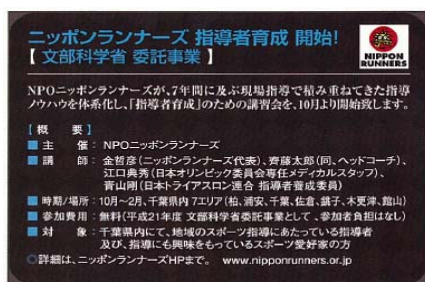 ニッポンランナーズ 指導者育成 開始!
【 文部科学省 委託事業 】
NIPPON
RUNNERS
NPOニッポンランナーズが、7年間に及ぶ現場指導で積み重ねてきた指導
ノウハウを体系化し、「指導者育成」のための講習会を、10月より開始致します。
【概　要】
■ 主　催：NPOニッポンランナーズ
■ 講　師：金哲彦(ニッポンランナーズ代表)、齊藤太郎(同、ヘッドコーチ)、
江口典秀(日本オリンピック委員会専任メディカルスタッフ)、
青山剛(日本トライアスロン連合 指導者養成委員)
■ 時期/場所：10月～2月、千葉県内 7エリア(柏、浦安、千葉、佐倉、銚子、木更津、館山)
■ 参加費用：無料(平成21年度 文部科学省委託事業として、参加者負担はなし)
■ 対　象：千葉県内にて、地域のスポーツ指導にあたっている指導者
及び、指導にも興味をもっているスポーツ愛好家の方
○詳細は、ニッポンランナーズHPまで。 www.nipponrunners.or.jp